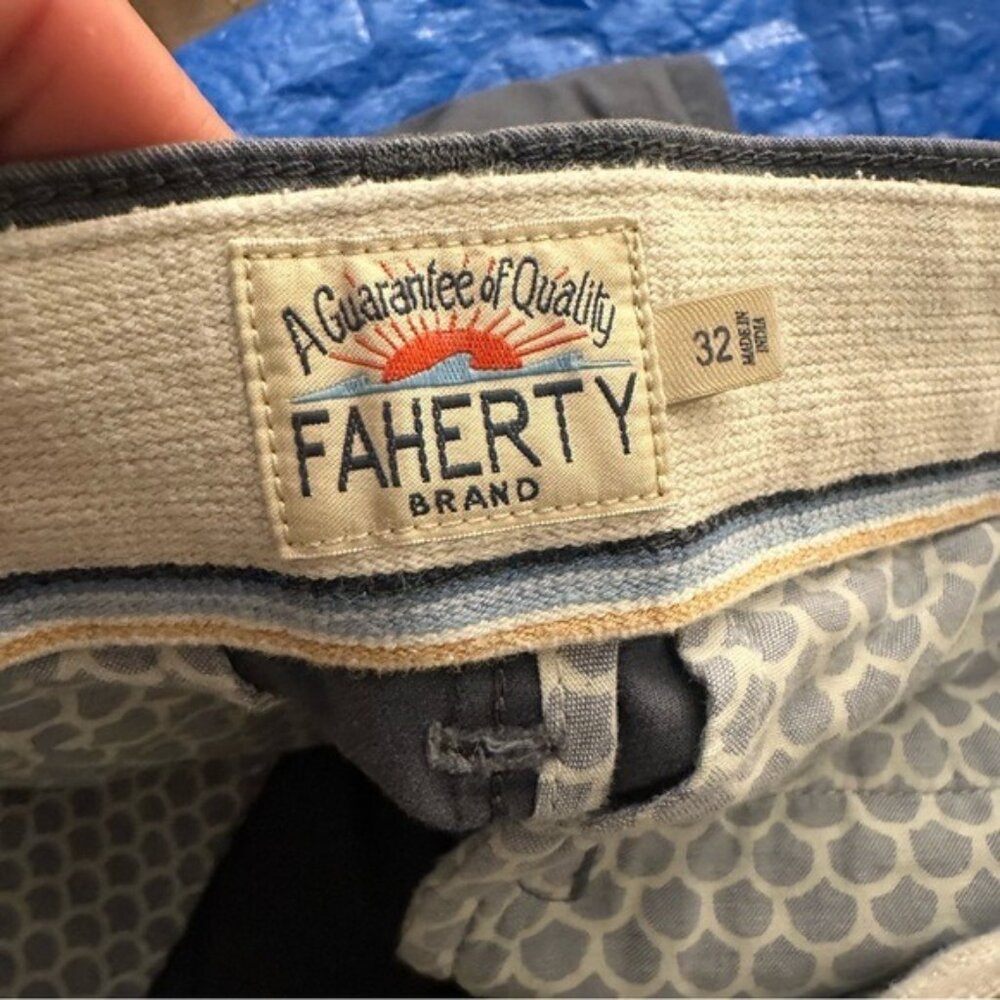 A Guarantee of Quality
FAHERTY
BRAND
32
MADE IN
INDIA